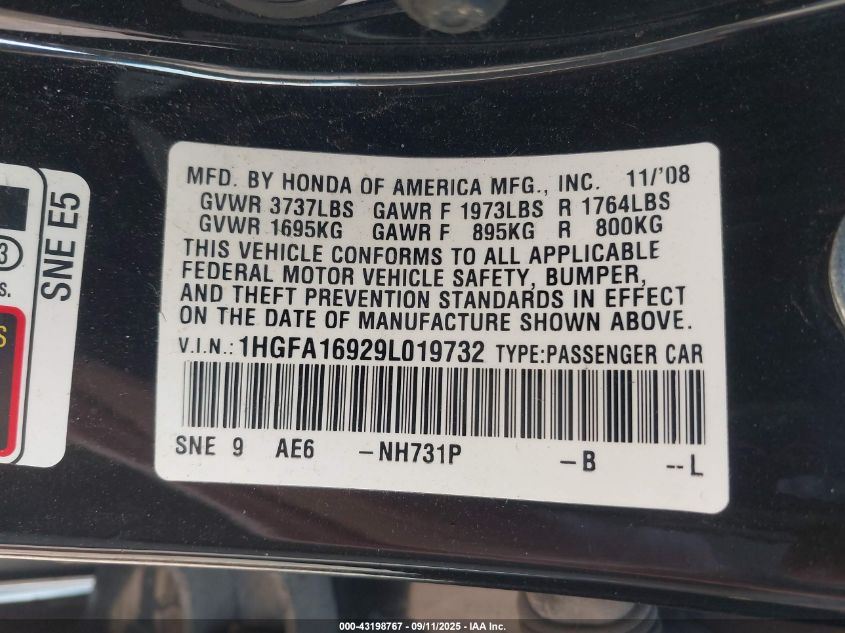 MFD. BY HONDA OF AMERICA MFG., INC. 11/'08
GVWR 3737LBS GAWR F 1973LBS R 1764LBS
GVWR 1695KG GAWR F 895KG R 800KG
THIS VEHICLE CONFORMS TO ALL APPLICABLE
FEDERAL MOTOR VEHICLE SAFETY, BUMPER,
AND THEFT PREVENTION STANDARDS IN EFFECT
ON THE DATE OF MANUFACTURE SHOWN ABOVE.
V.I.N.: 1HGFA16929L019732 TYPE:PASSENGER CAR
SNE 9 AE6 -NH731P -B --L
SNE E5
3
S.
S
000-43198767 - 09/11/2025 - IAA Inc.